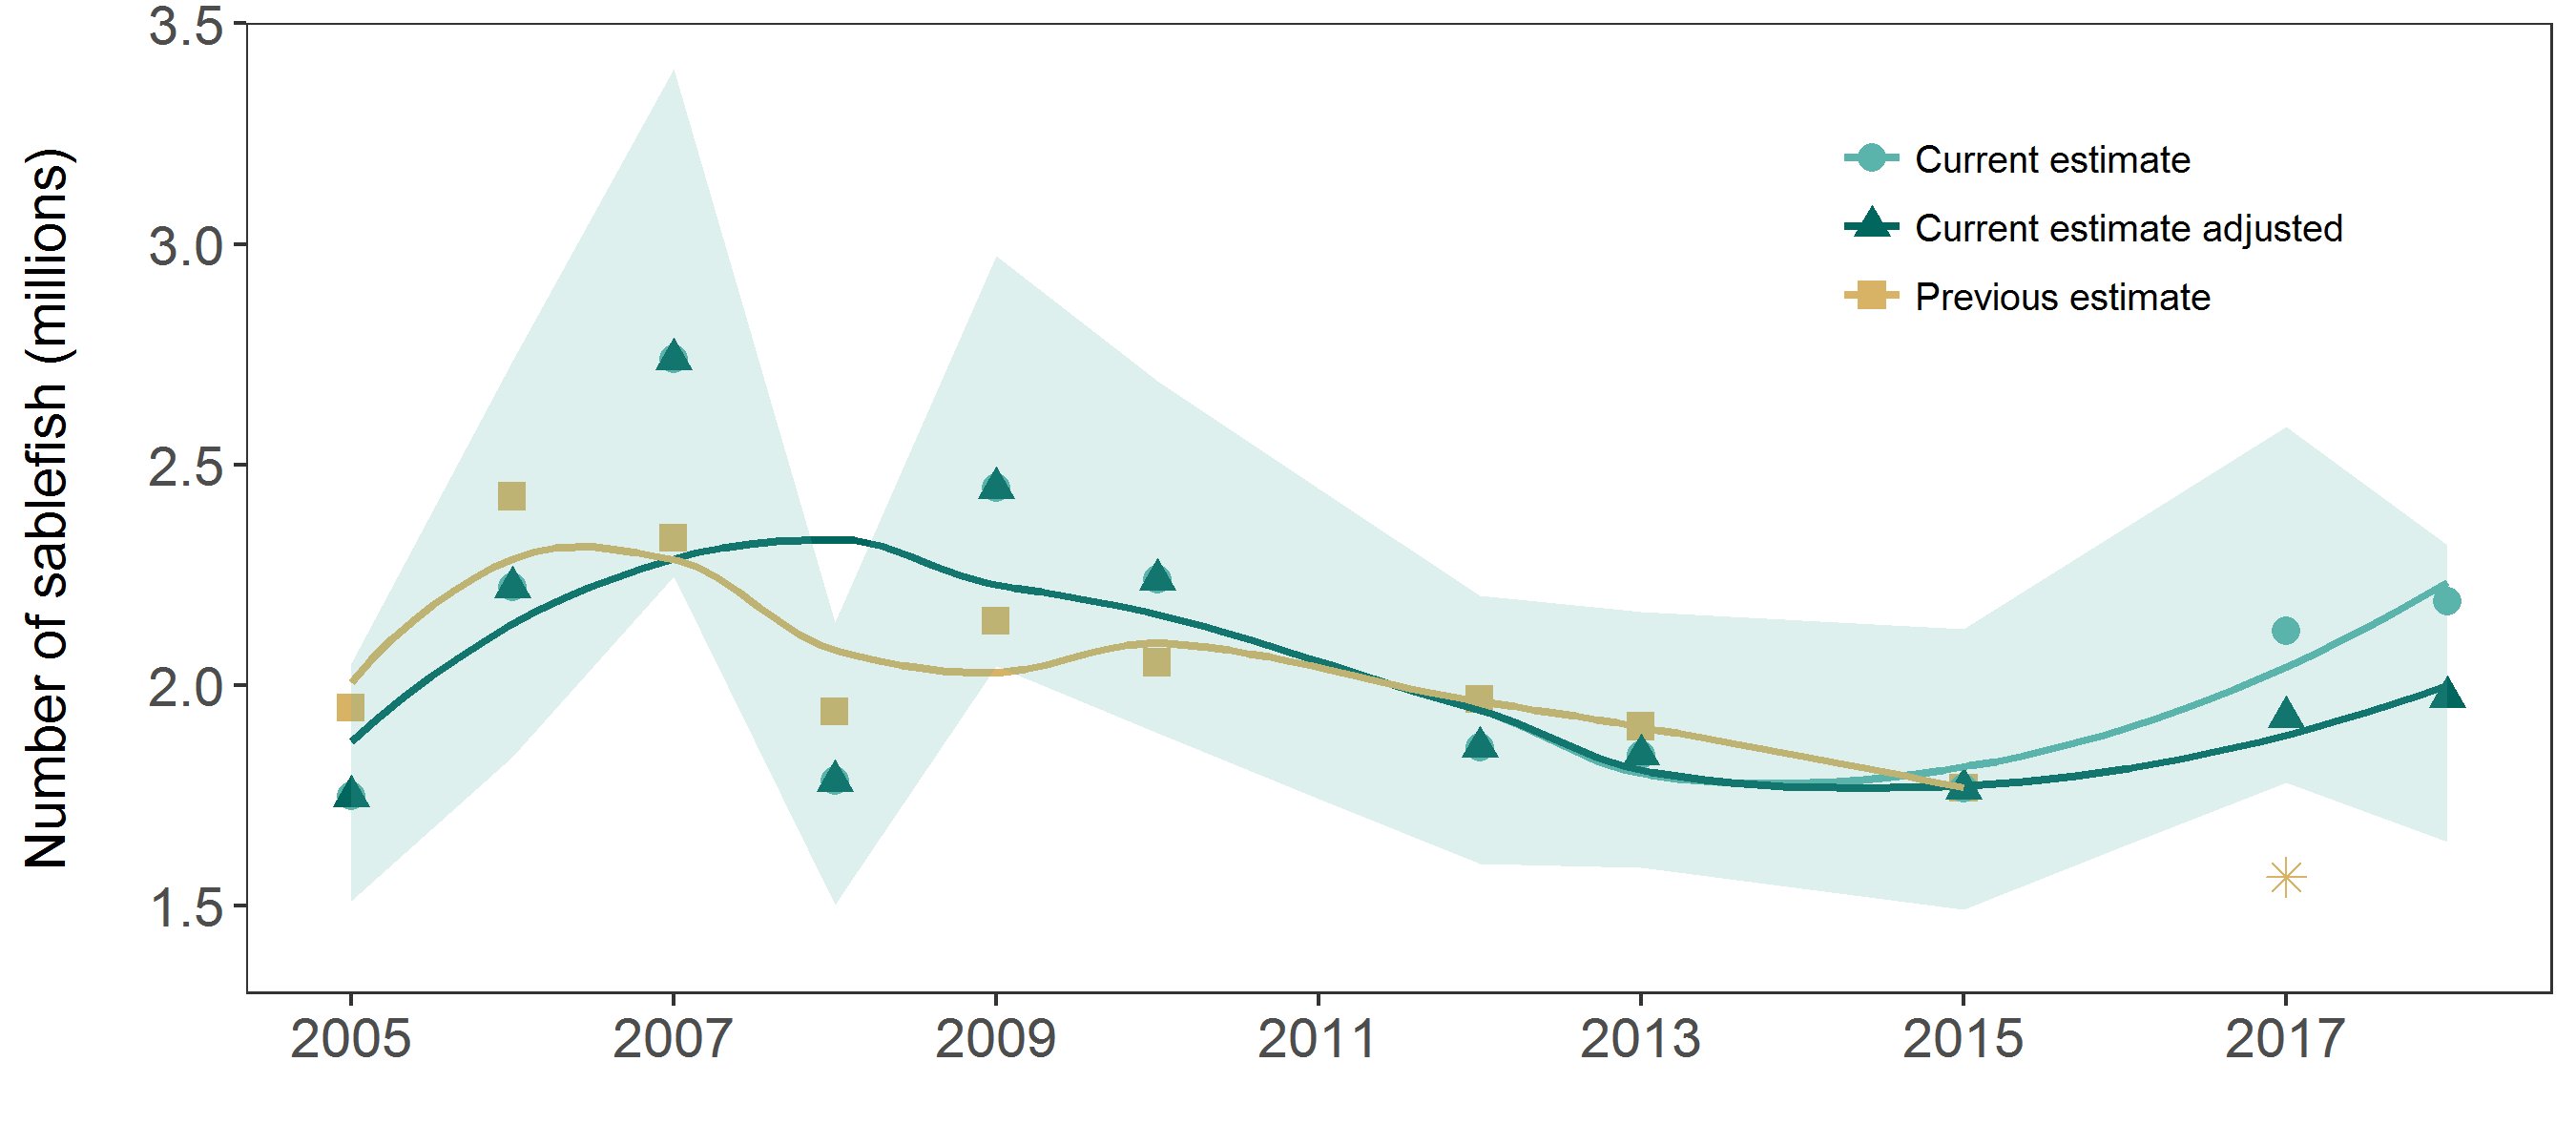 Number of sablefish (millions)
3.5
3.0
2.5
2.0
1.5
Current estimate
Current estimate adjusted
Previous estimate
2005 2007 2009 2011 2013 2015 2017